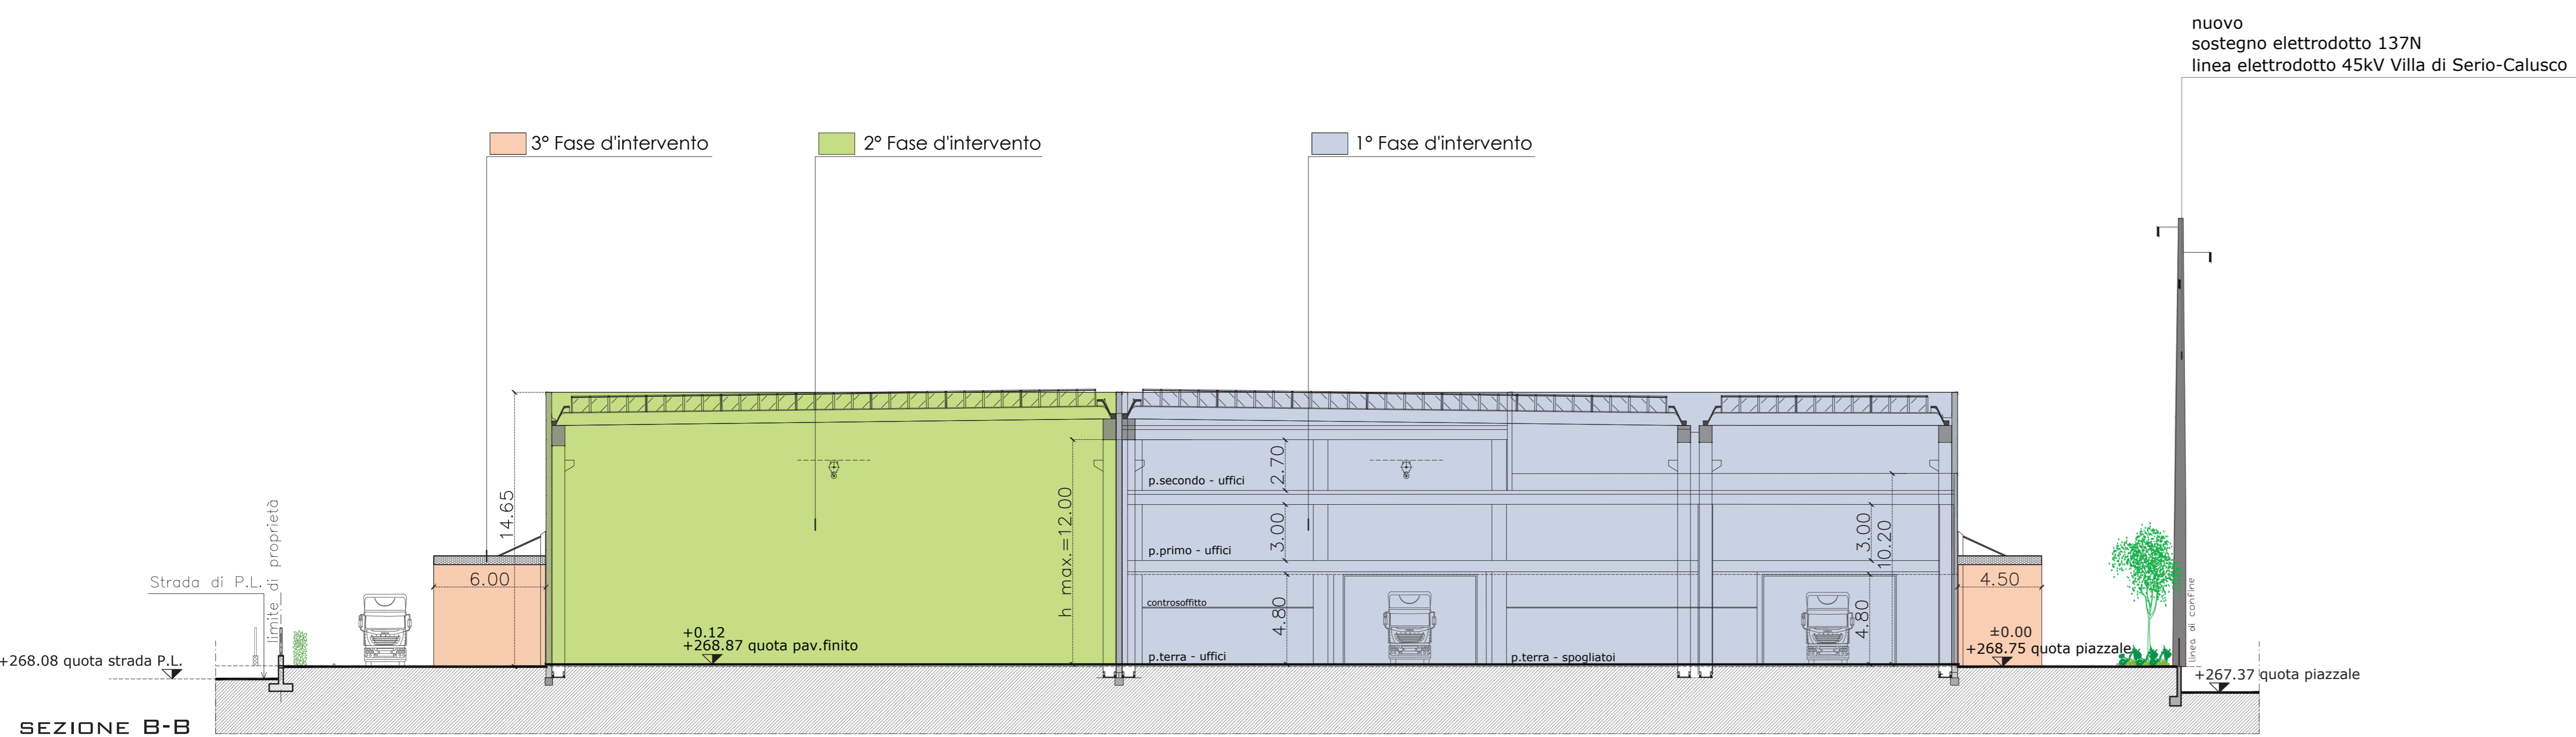 nuovo
sostegno elettrodotto 137N
linea elettrodotto 45kV Villa di Serio-Calusco
3° Fase d'intervento
2° Fase d'intervento
1° Fase d'intervento
14.65
h max.=12.00
2.70
p.secondo - uffici
3.00
p.primo - uffici
3.00
10.20
controsoffitto
4.80
4.80
p.terra - uffici
p.terra - spogliatoi
6.00
4.50
Strada di P.L.
limite di proprietà
linea di confine
+0.12
+268.87 quota pav.finito
±0.00
+268.75 quota piazzale
+268.08 quota strada P.L.
+267.37 quota piazzale
SEZIONE B-B